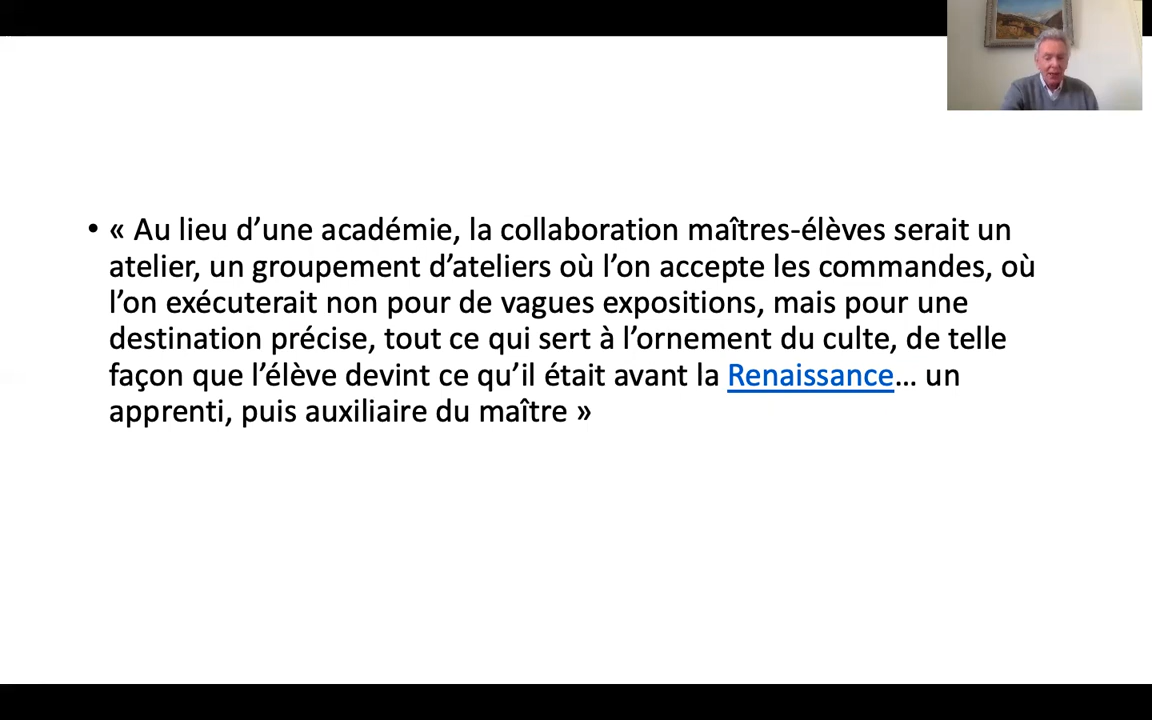 • « Au lieu d’une académie, la collaboration maîtres-élèves serait un
atelier, un groupement d’ateliers où l’on accepte les commandes, où
l’on exécuterait non pour de vagues expositions, mais pour une
destination précise, tout ce qui sert à l’ornement du culte, de telle
façon que l’élève devint ce qu’il était avant la Renaissance… un
apprenti, puis auxiliaire du maître »